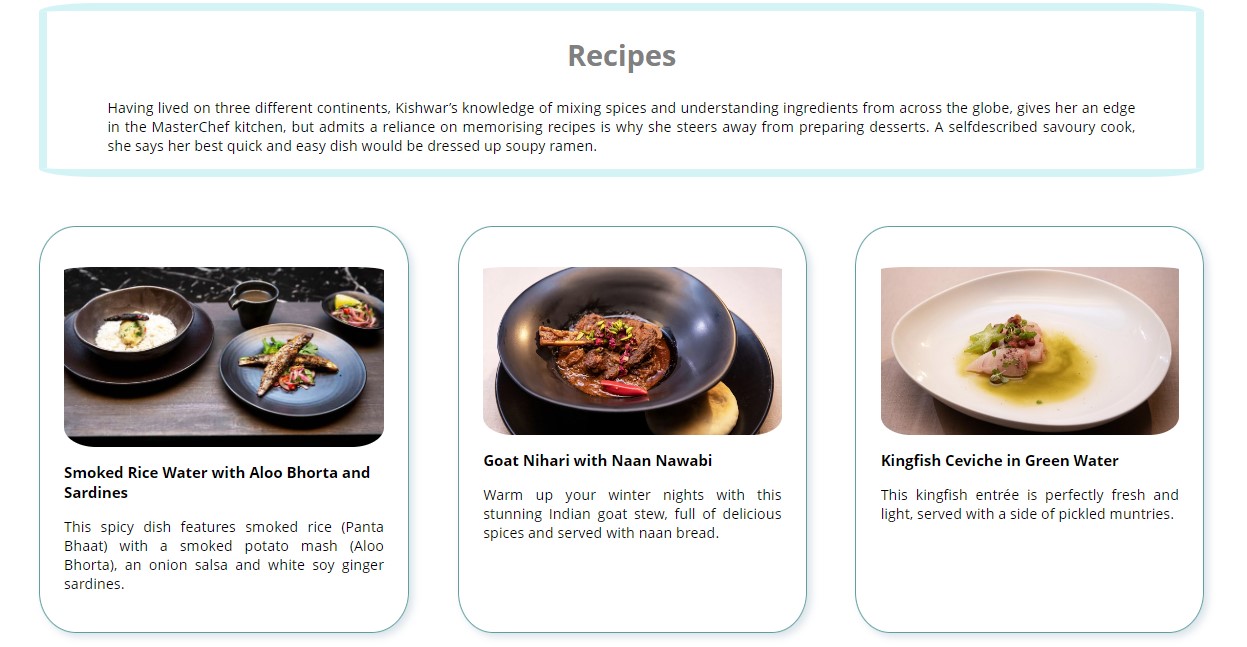 Recipes
Having lived on three different continents, Kishwar’s knowledge of mixing spices and understanding ingredients from across the globe, gives her an edge
in the MasterChef kitchen, but admits a reliance on memorising recipes is why she steers away from preparing desserts. A selfdescribed savoury cook,
she says her best quick and easy dish would be dressed up soupy ramen.
Smoked Rice Water with Aloo Bhorta and
Sardines
This spicy dish features smoked rice (Panta
Bhaat) with a smoked potato mash (Aloo
Bhorta), an onion salsa and white soy ginger
sardines.
Goat Nihari with Naan Nawabi
Warm up your winter nights with this
stunning Indian goat stew, full of delicious
spices and served with naan bread.
Kingfish Ceviche in Green Water
This kingfish entrée is perfectly fresh and
light, served with a side of pickled muntries.